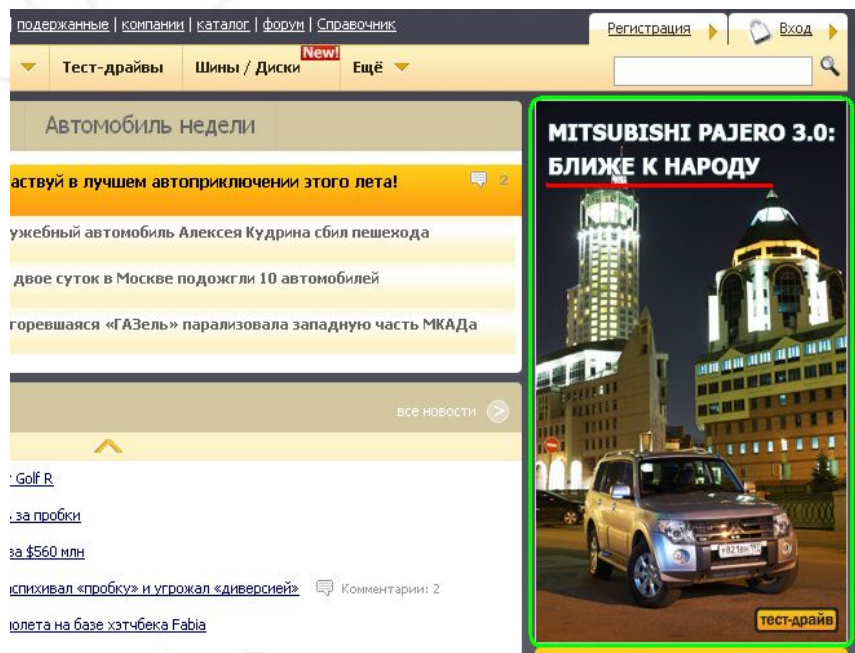 | подержанные | компании | каталог | форум | Справочник
Регистрация Вход
Тест-драйвы Шины / Диски New! Ещё
Автомобиль недели
аствуй в лучшем автоприключении этого лета! 2
ужебный автомобиль Алексея Кудрина сбил пешехода
двое суток в Москве подожгли 10 автомобилей
горевшаяся «ГАЗель» парализовала западную часть МКАДа
все новости
Golf R
за пробки
за $560 млн
аспихивал «пробку» и угрожал «диверсией» Комментарии: 2
юлета на базе хэтчбека Fabia
MITSUBISHI PAJERO 3.0:
БЛИЖЕ К НАРОДУ
тест-драйв